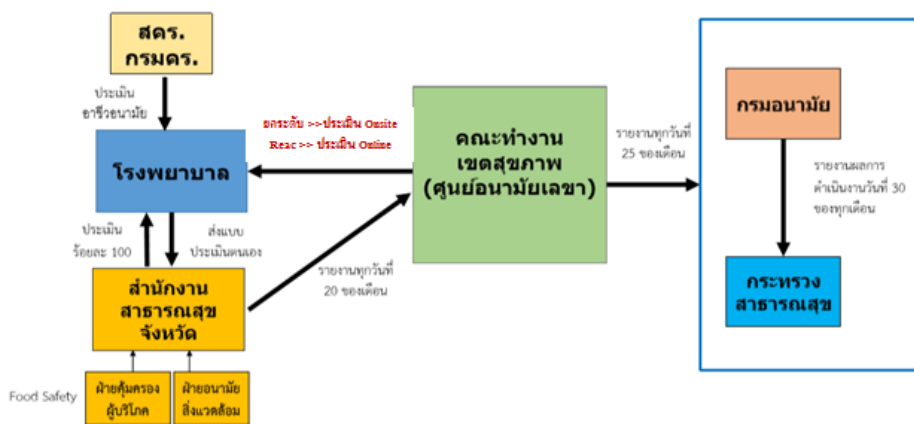 สคร.
กรมคร.
ประเมิน
อาชีวอนามัย
โรงพยาบาล
ยกระดับ >>ประเมิน Onsite
Reac >> ประเมิน Online
คณะทำงาน
เขตสุขภาพ
(ศูนย์อนามัยเลขา)
รายงานทุกวันที่
25 ของเดือน
กรมอนามัย
รายงานผลการ
ดำเนินงานวันที่ 30
ของทุกเดือน
กระทรวง
สาธารณสุข
ประเมิน
ร้อยละ 100
ส่งแบบ
ประเมินตนเอง
รายงานทุกวันที่
20 ของเดือน
สำนักงาน
สาธารณสุข
จังหวัด
Food Safety
ฝ่ายคุ้มครอง
ผู้บริโภค
ฝ่ายอนามัย
สิ่งแวดล้อม